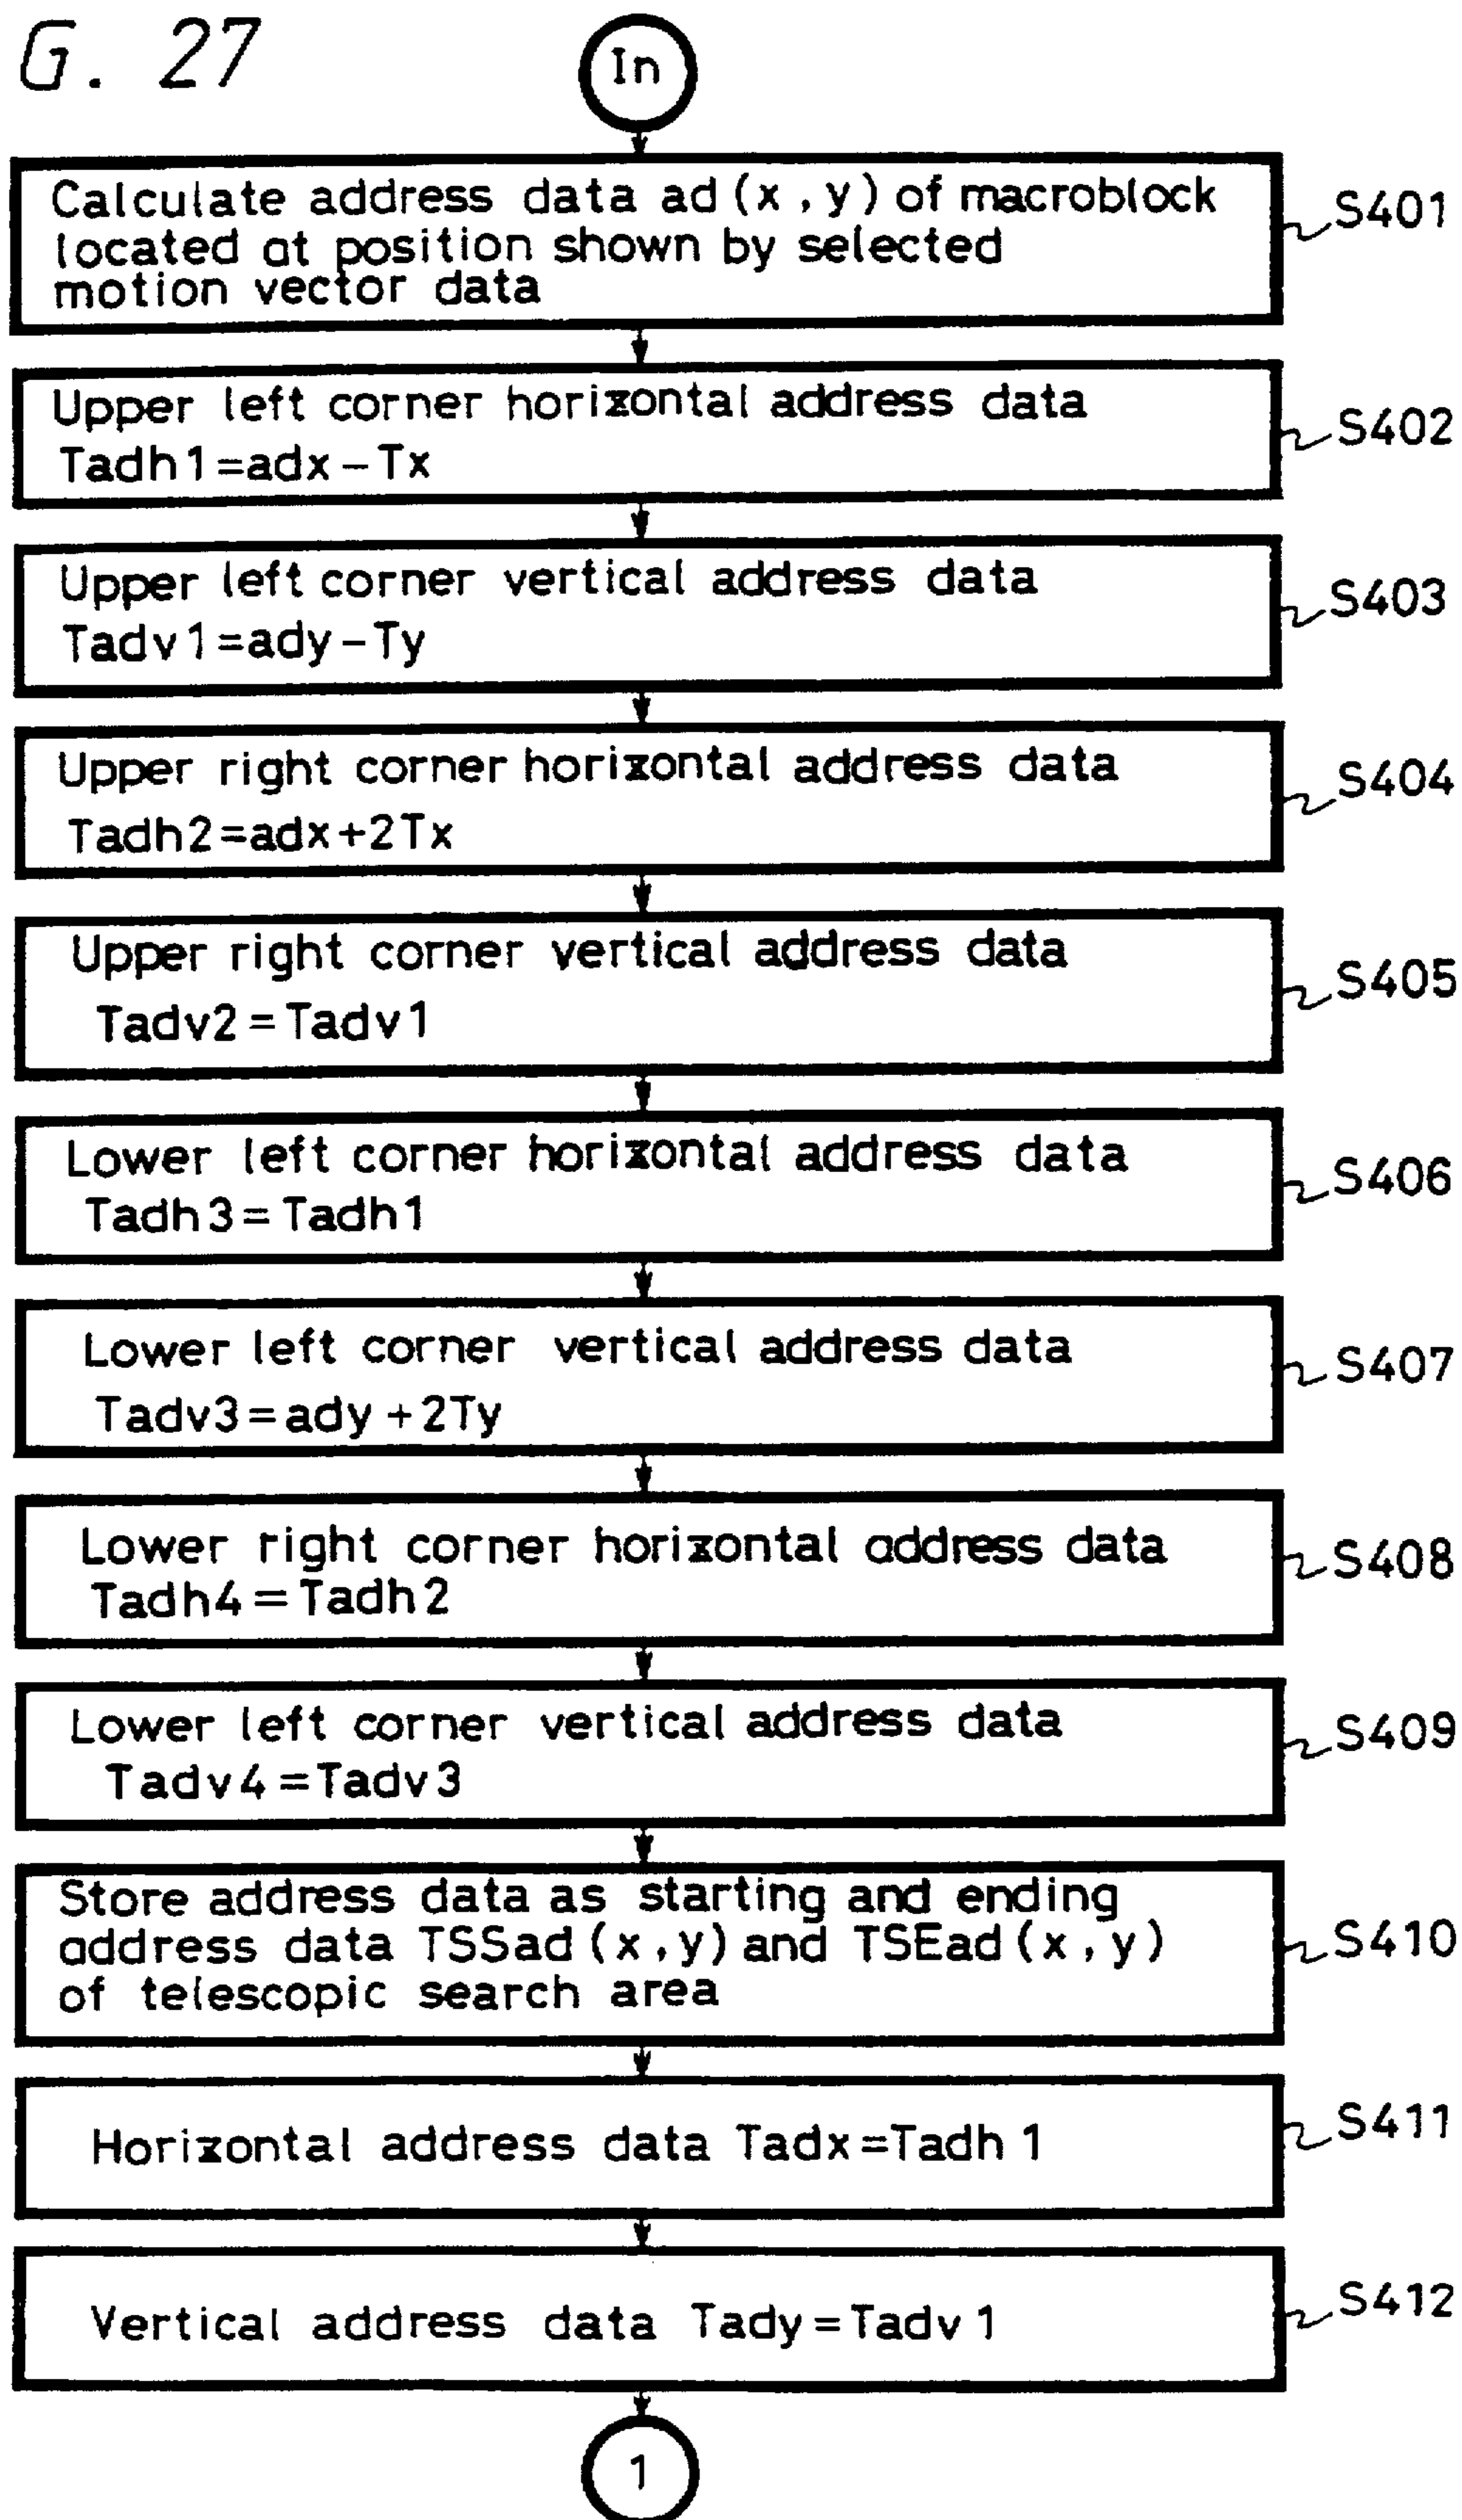 G. 27
In
Calculate address data ad(x,y) of macroblock
located at position shown by selected
motion vector data
S401
Upper left corner horizontal address data
Tadh1=adx-Tx
S402
Upper left corner vertical address data
Tadv1=ady-Ty
S403
Upper right corner horizontal address data
Tadh2=adx+2Tx
S404
Upper right corner vertical address data
Tadv2=Tadv1
S405
Lower left corner horizontal address data
Tadh3=Tadh1
S406
Lower left corner vertical address data
Tadv3=ady+2Ty
S407
Lower right corner horizontal address data
Tadh4=Tadh2
S408
Lower left corner vertical address data
Tadv4=Tadv3
S409
Store address data as starting and ending
address data TSSad(x,y) and TSEad(x,y)
of telescopic search area
S410
Horizontal address data Tadx=Tadh1
S411
Vertical address data Tady=Tadv1
S412
1